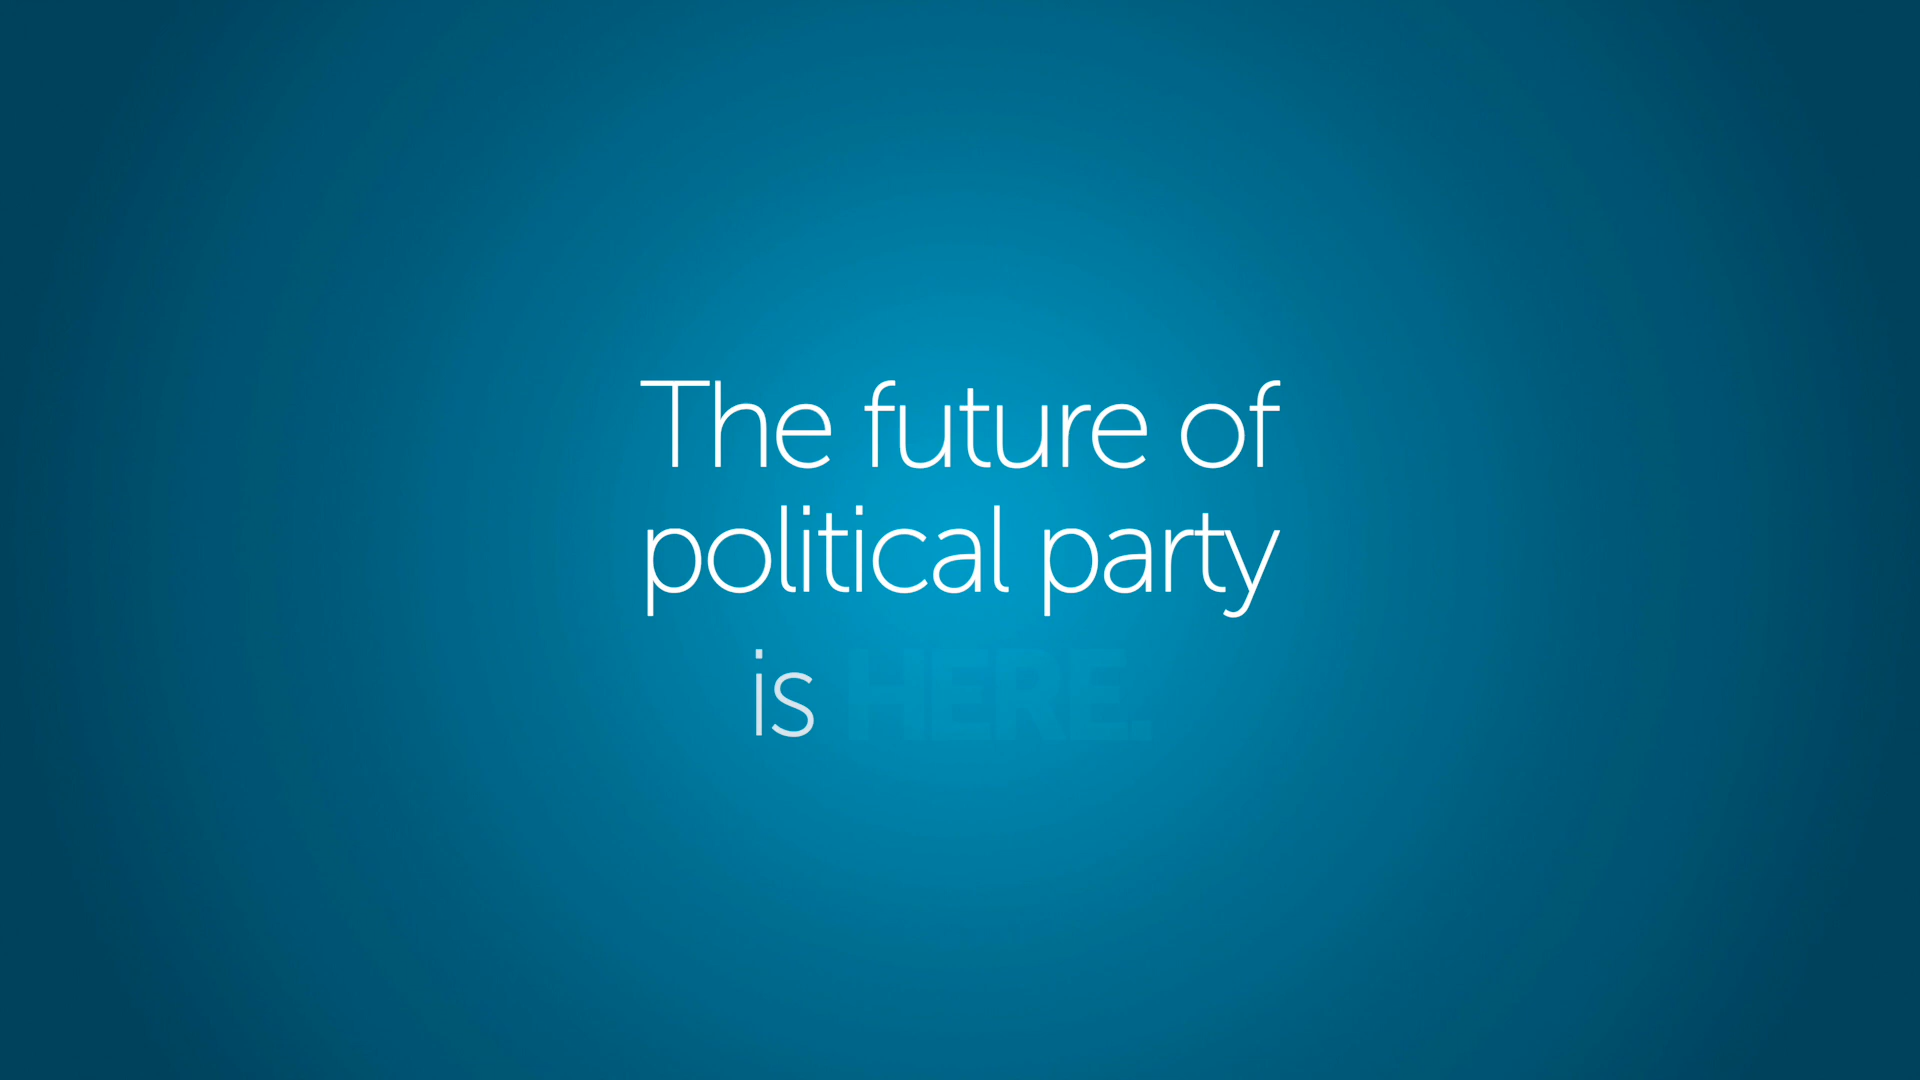 The future of
political party
is HERE.